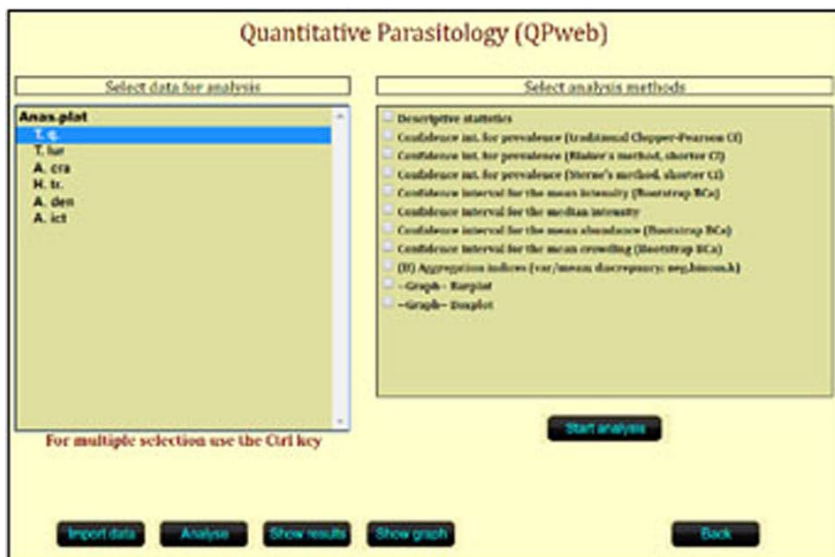 Quantitative Parasitology (QPweb)
Select data for analysis
Anas.plat
T. q.
T. lur
A. cra
H. tr.
A. den
A. ict
For multiple selection use the Ctrl key
Select analysis methods
Descriptive statistics
Confidence int. for prevalence (traditional Clopper-Pearson CI)
Confidence int. for prevalence (Blaker's method, shorter CI)
Confidence int. for prevalence (Sterne's method, shorter CI)
Confidence interval for the mean intensity (Bootstrap BCa)
Confidence interval for the median intensity
Confidence interval for the mean abundance (Bootstrap BCa)
Confidence interval for the mean crowding (Bootstrap BCa)
Aggregation indices (var/mean; discrepancy; neg.binom.k)
--Graph-- Barplot
--Graph-- Boxplot
Start analysis
Import data
Analyse
Show results
Show graph
Back